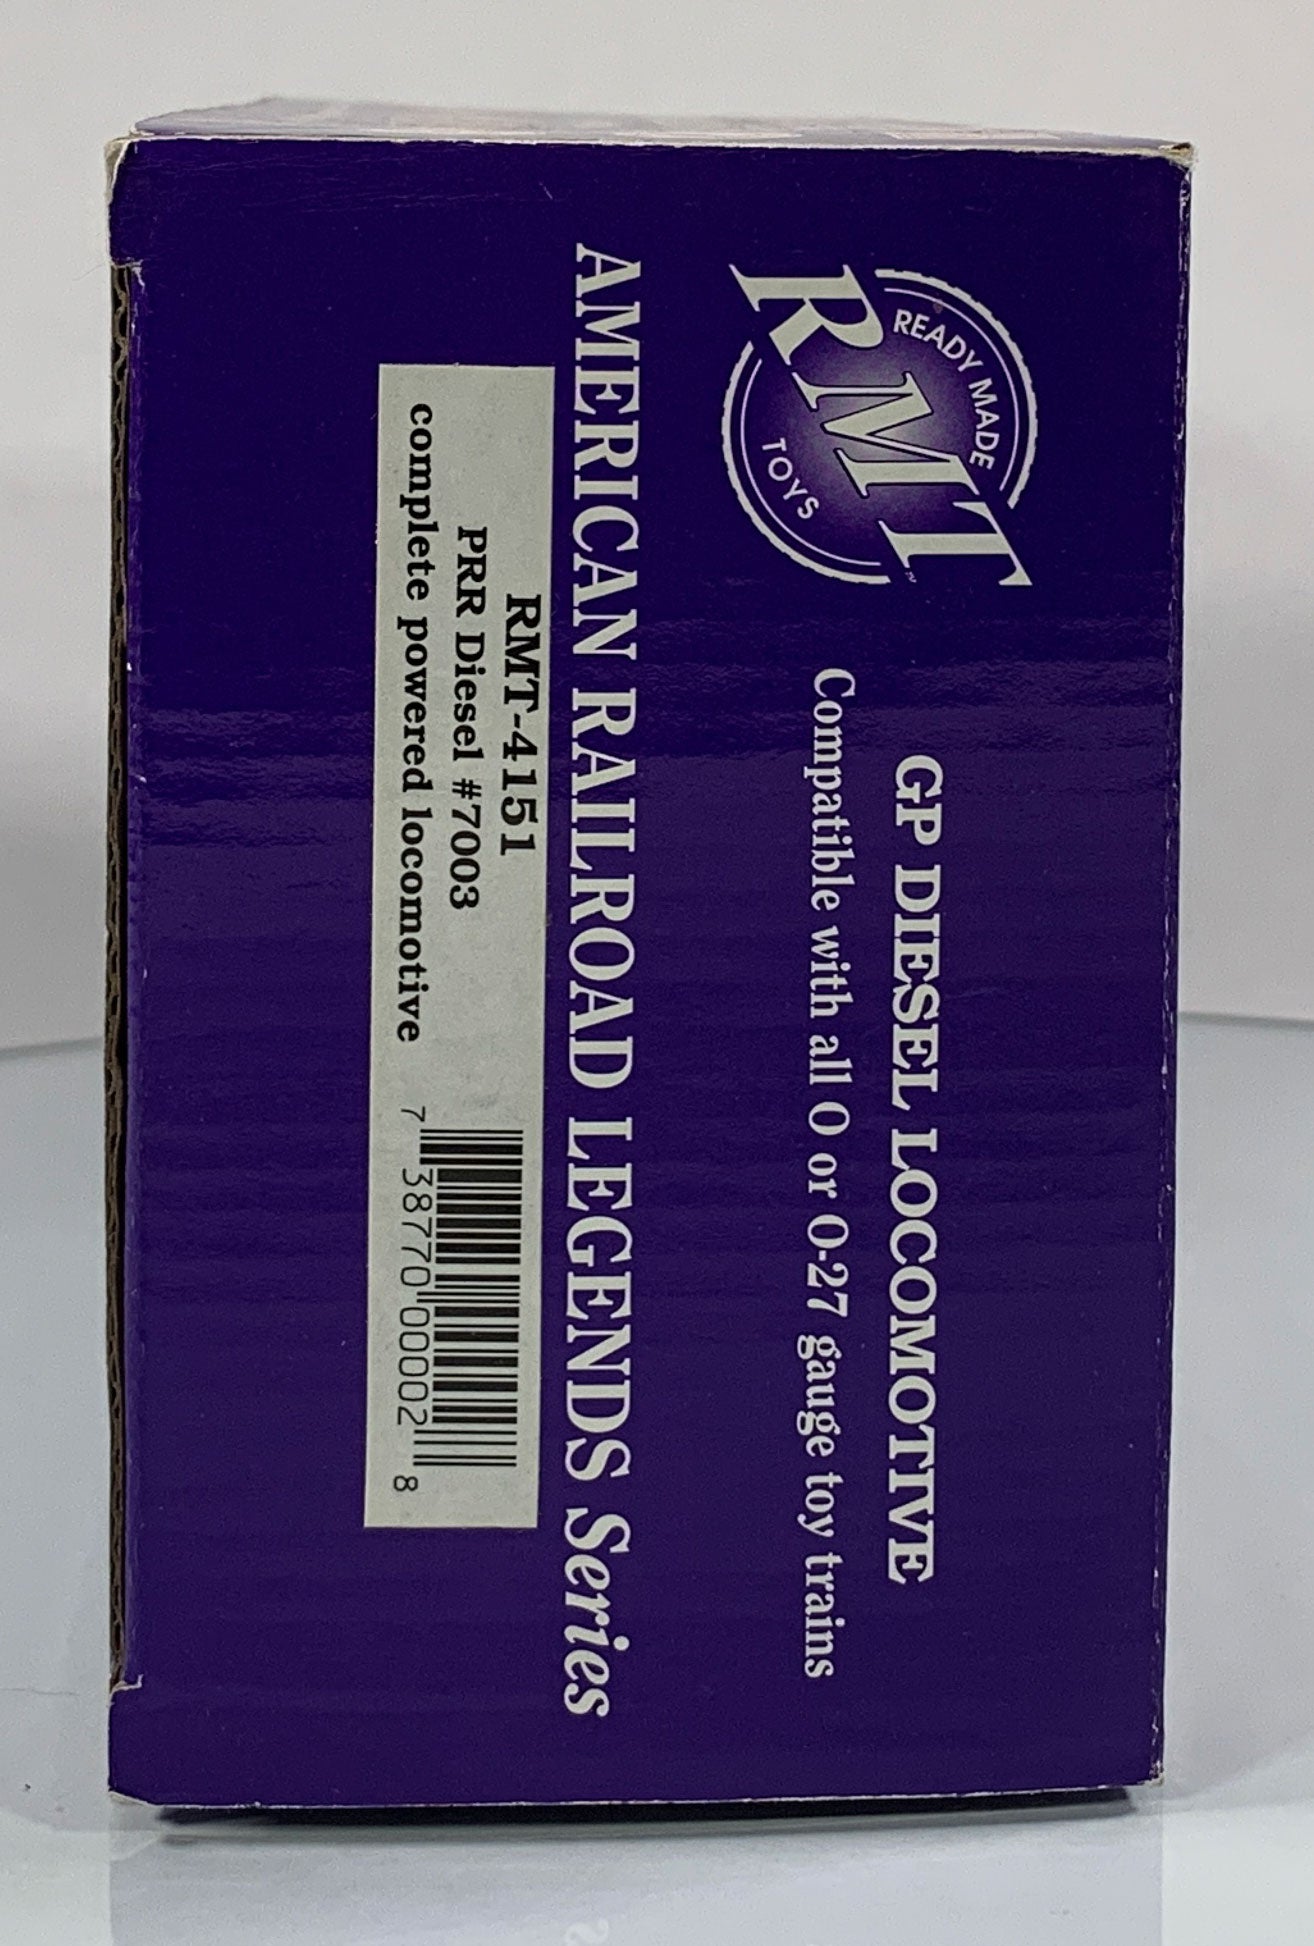 READY MADE
RMT™
TOYS
GP DIESEL LOCOMOTIVE
Compatible with all O or O-27 gauge toy trains
AMERICAN RAILROAD LEGENDS Series
RMT-4151
PRR Diesel #7003
complete powered locomotive
7 38770 00002 8